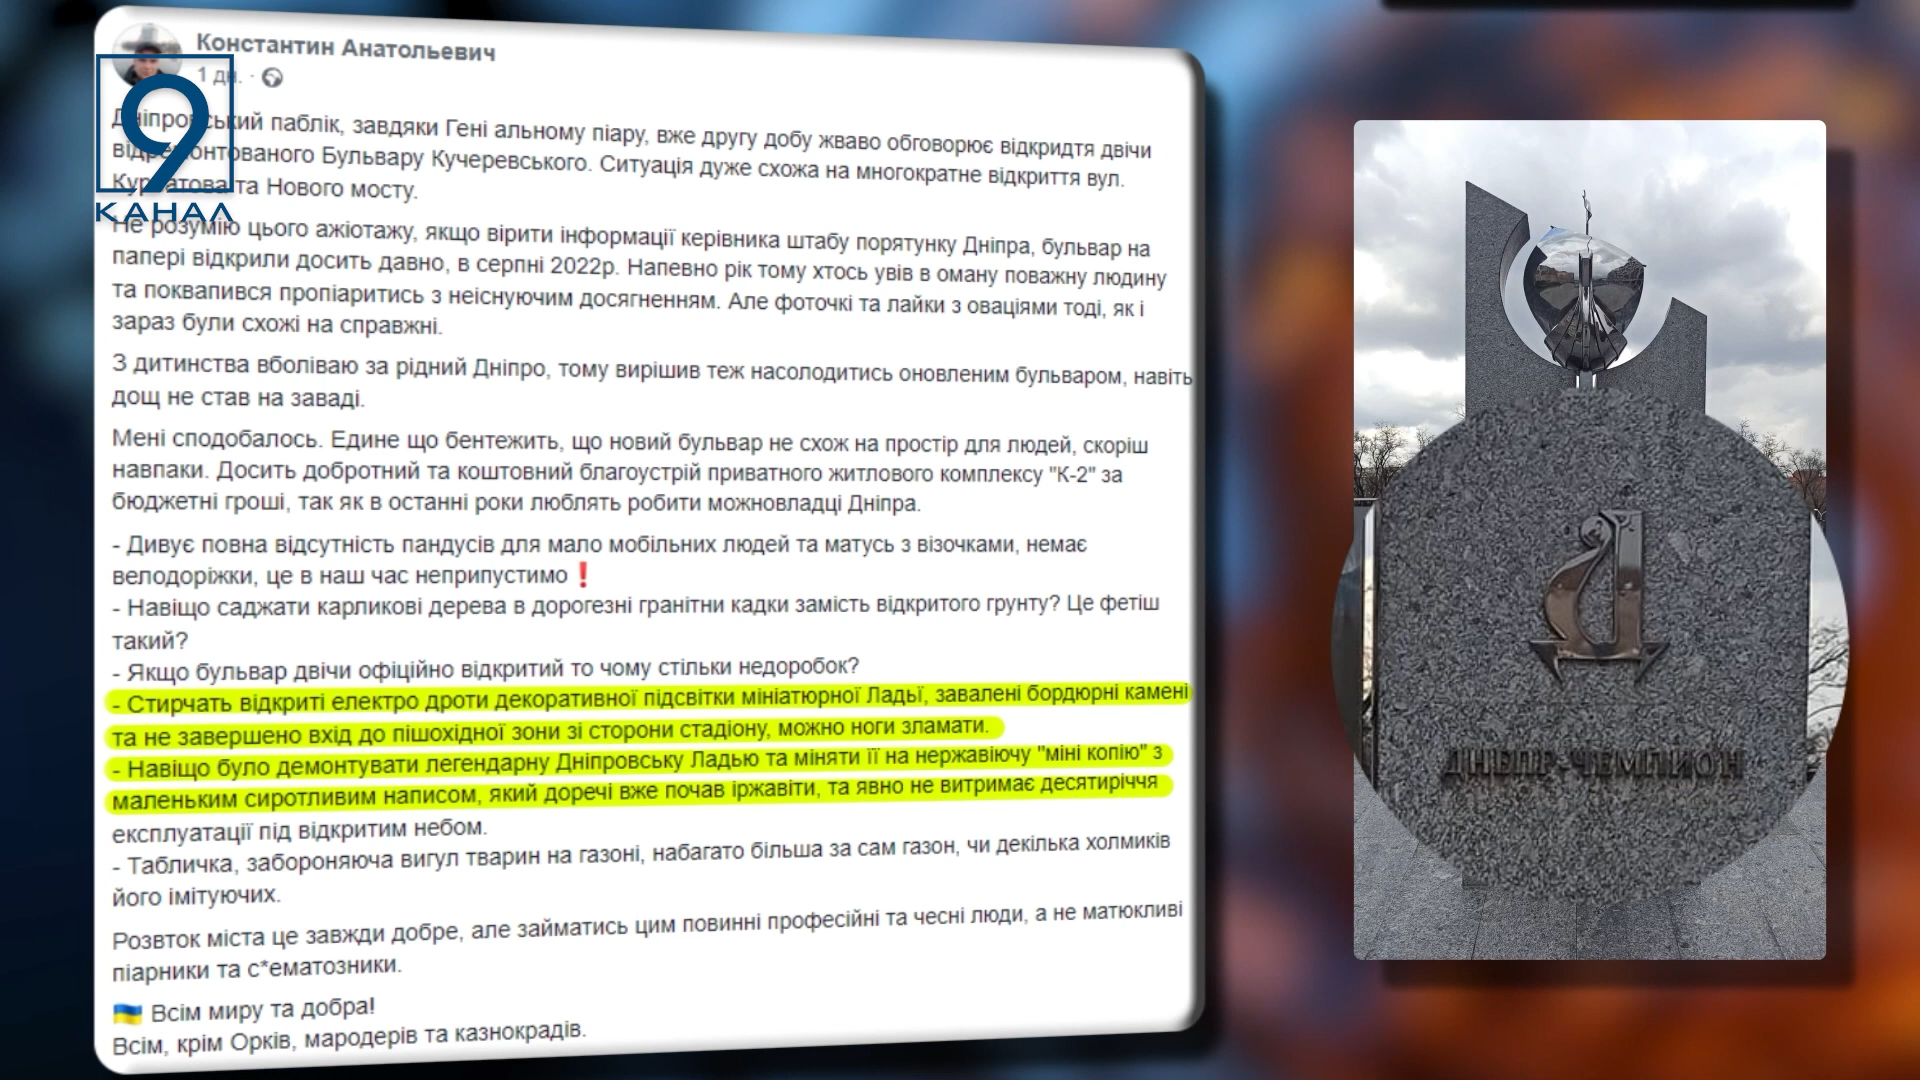 Константин Анатольевич
1 дн.
9
КАНАЛ
Дніпровський паблік, завдяки Гені альному піару, вже другу добу жваво обговорює відкридтя двічи
відремонтованого Бульвару Кучеревського. Ситуація дуже схожа на многократне відкриття вул.
Курчатова та Нового мосту.
Не розумію цього ажіотажу, якщо вірити інформації керівника штабу порятунку Дніпра, бульвар на
папері відкрили досить давно, в серпні 2022р. Напевно рік тому хтось увів в оману поважну людину
та поквапився пропіаритись з неіснуючим досягненням. Але фоточкі та лайки з оваціями тоді, як і
зараз були схожі на справжні.
З дитинства вболіваю за рідний Дніпро, тому вирішив теж насолодитись оновленим бульваром, навіть
дощ не став на заваді.
Мені сподобалось. Едине що бентежить, що новий бульвар не схож на простір для людей, скоріш
навпаки. Досить добротний та коштовний благоустрій приватного житлового комплексу "К-2" за
бюджетні гроші, так як в останні роки люблять робити можновладці Дніпра.
- Дивує повна відсутність пандусів для мало мобільних людей та матусь з візочками, немає
велодоріжки, це в наш час неприпустимо❗
- Навіщо саджати карликові дерева в дорогезні гранітни кадки замість відкритого грунту? Це фетіш
такий?
- Якщо бульвар двічи офіційно відкритий то чому стільки недоробок?
- Стирчать відкриті електро дроти декоративної підсвітки мініатюрної Ладьї, завалені бордюрні камені
та не завершено вхід до пішохідної зони зі сторони стадіону, можно ноги зламати.
- Навіщо було демонтувати легендарну Дніпровську Ладью та міняти її на нержавіючу "міні копію" з
маленьким сиротливим написом, який доречі вже почав іржавіти, та явно не витримає десятиріччя
експлуатації під відкритим небом.
- Табличка, забороняюча вигул тварин на газоні, набагато більша за сам газон, чи декілька холмиків
його імітуючих.
Розвток міста це завжди добре, але займатись цим повинні професійні та чесні люди, а не матюкливі
піарники та с*ематозники.
🇺🇦 Всім миру та добра!
Всім, крім Орків, мародерів та казнокрадів.
Д
ДНЕПР-ЧЕМПИОН